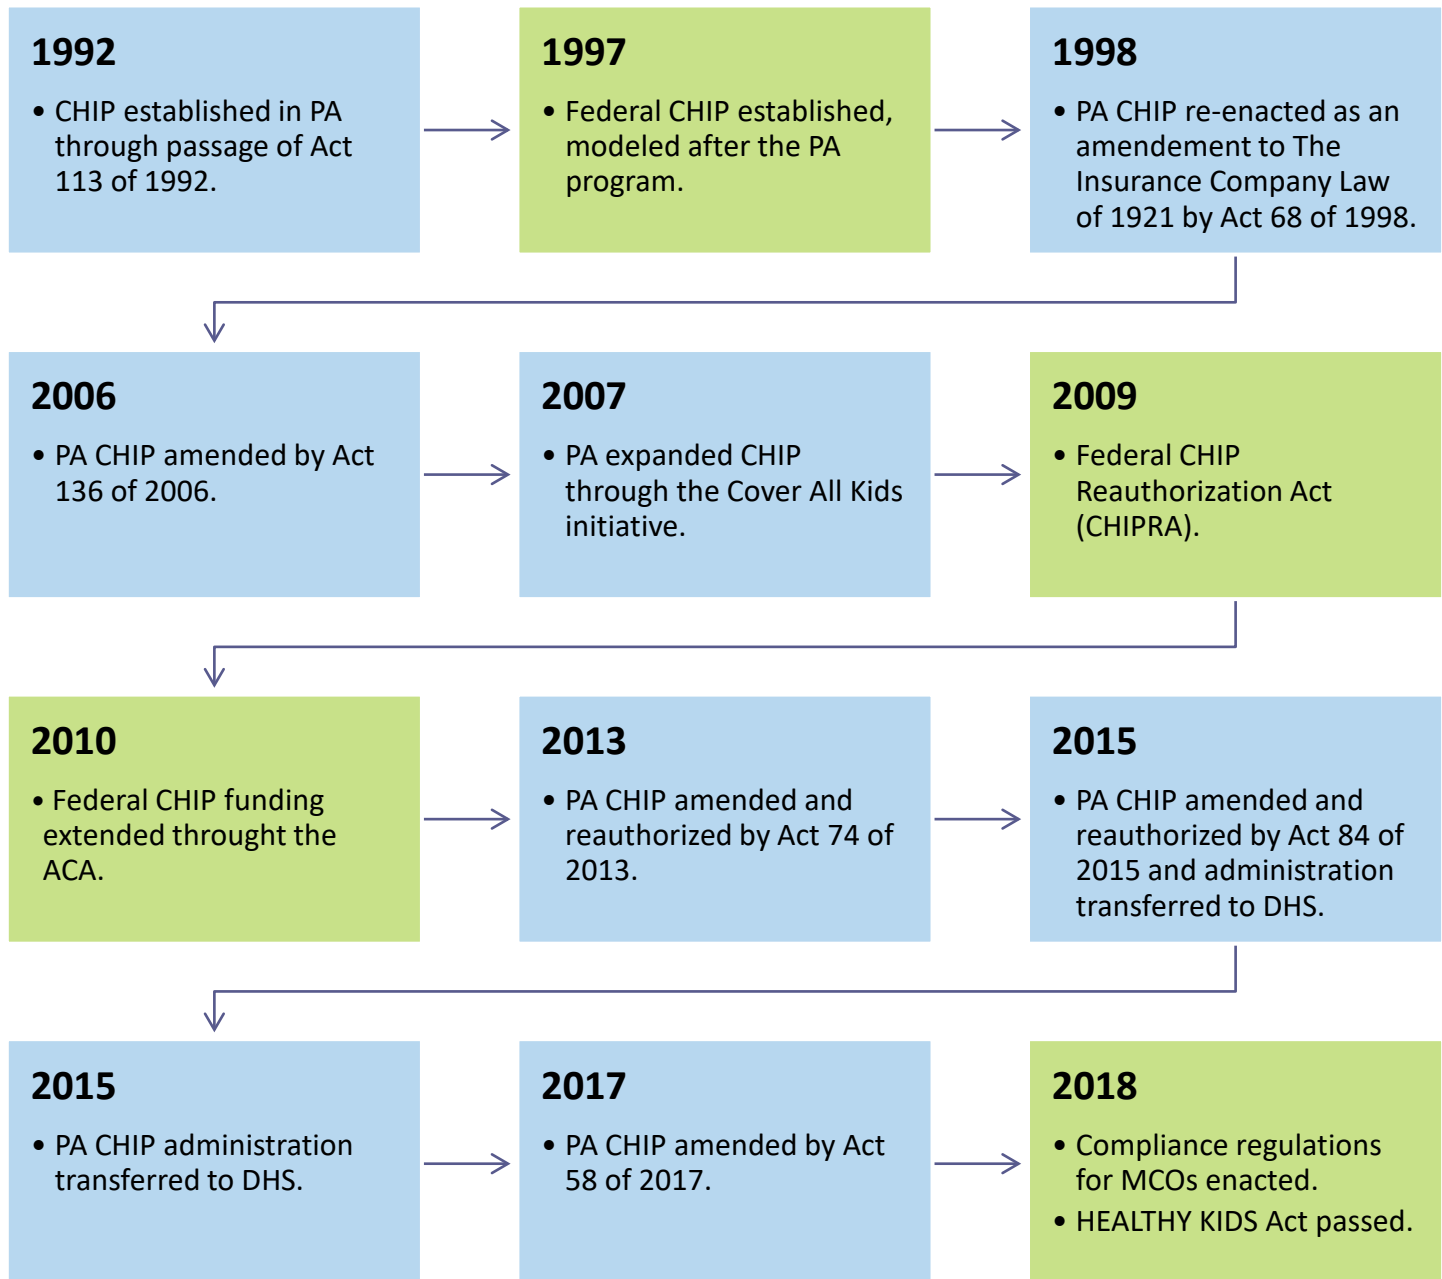 1992
• CHIP established in PA
through passage of Act
113 of 1992.
1997
• Federal CHIP established,
modeled after the PA
program.
1998
• PA CHIP re-enacted as an
amendement to The
Insurance Company Law
of 1921 by Act 68 of 1998.
2006
• PA CHIP amended by Act
136 of 2006.
2007
• PA expanded CHIP
through the Cover All Kids
initiative.
2009
• Federal CHIP
Reauthorization Act
(CHIPRA).
2010
• Federal CHIP funding
extended throught the
ACA.
2013
• PA CHIP amended and
reauthorized by Act 74 of
2013.
2015
• PA CHIP amended and
reauthorized by Act 84 of
2015 and administration
transferred to DHS.
2015
• PA CHIP administration
transferred to DHS.
2017
• PA CHIP amended by Act
58 of 2017.
2018
• Compliance regulations
for MCOs enacted.
• HEALTHY KIDS Act passed.